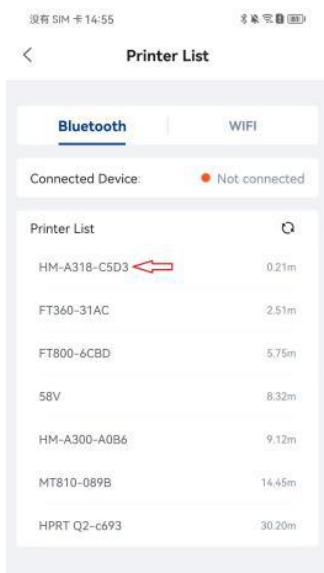 没有 SIM 卡 14:55
Printer List
Bluetooth WIFI
Connected Device: Not connected
Printer List
HM-A318-C5D3 0.21m
FT360-31AC 2.51m
FT800-6CBD 5.75m
58V 8.32m
HM-A300-A0B6 9.12m
MT810-089B 14.45m
HPRT Q2-c693 30.20m